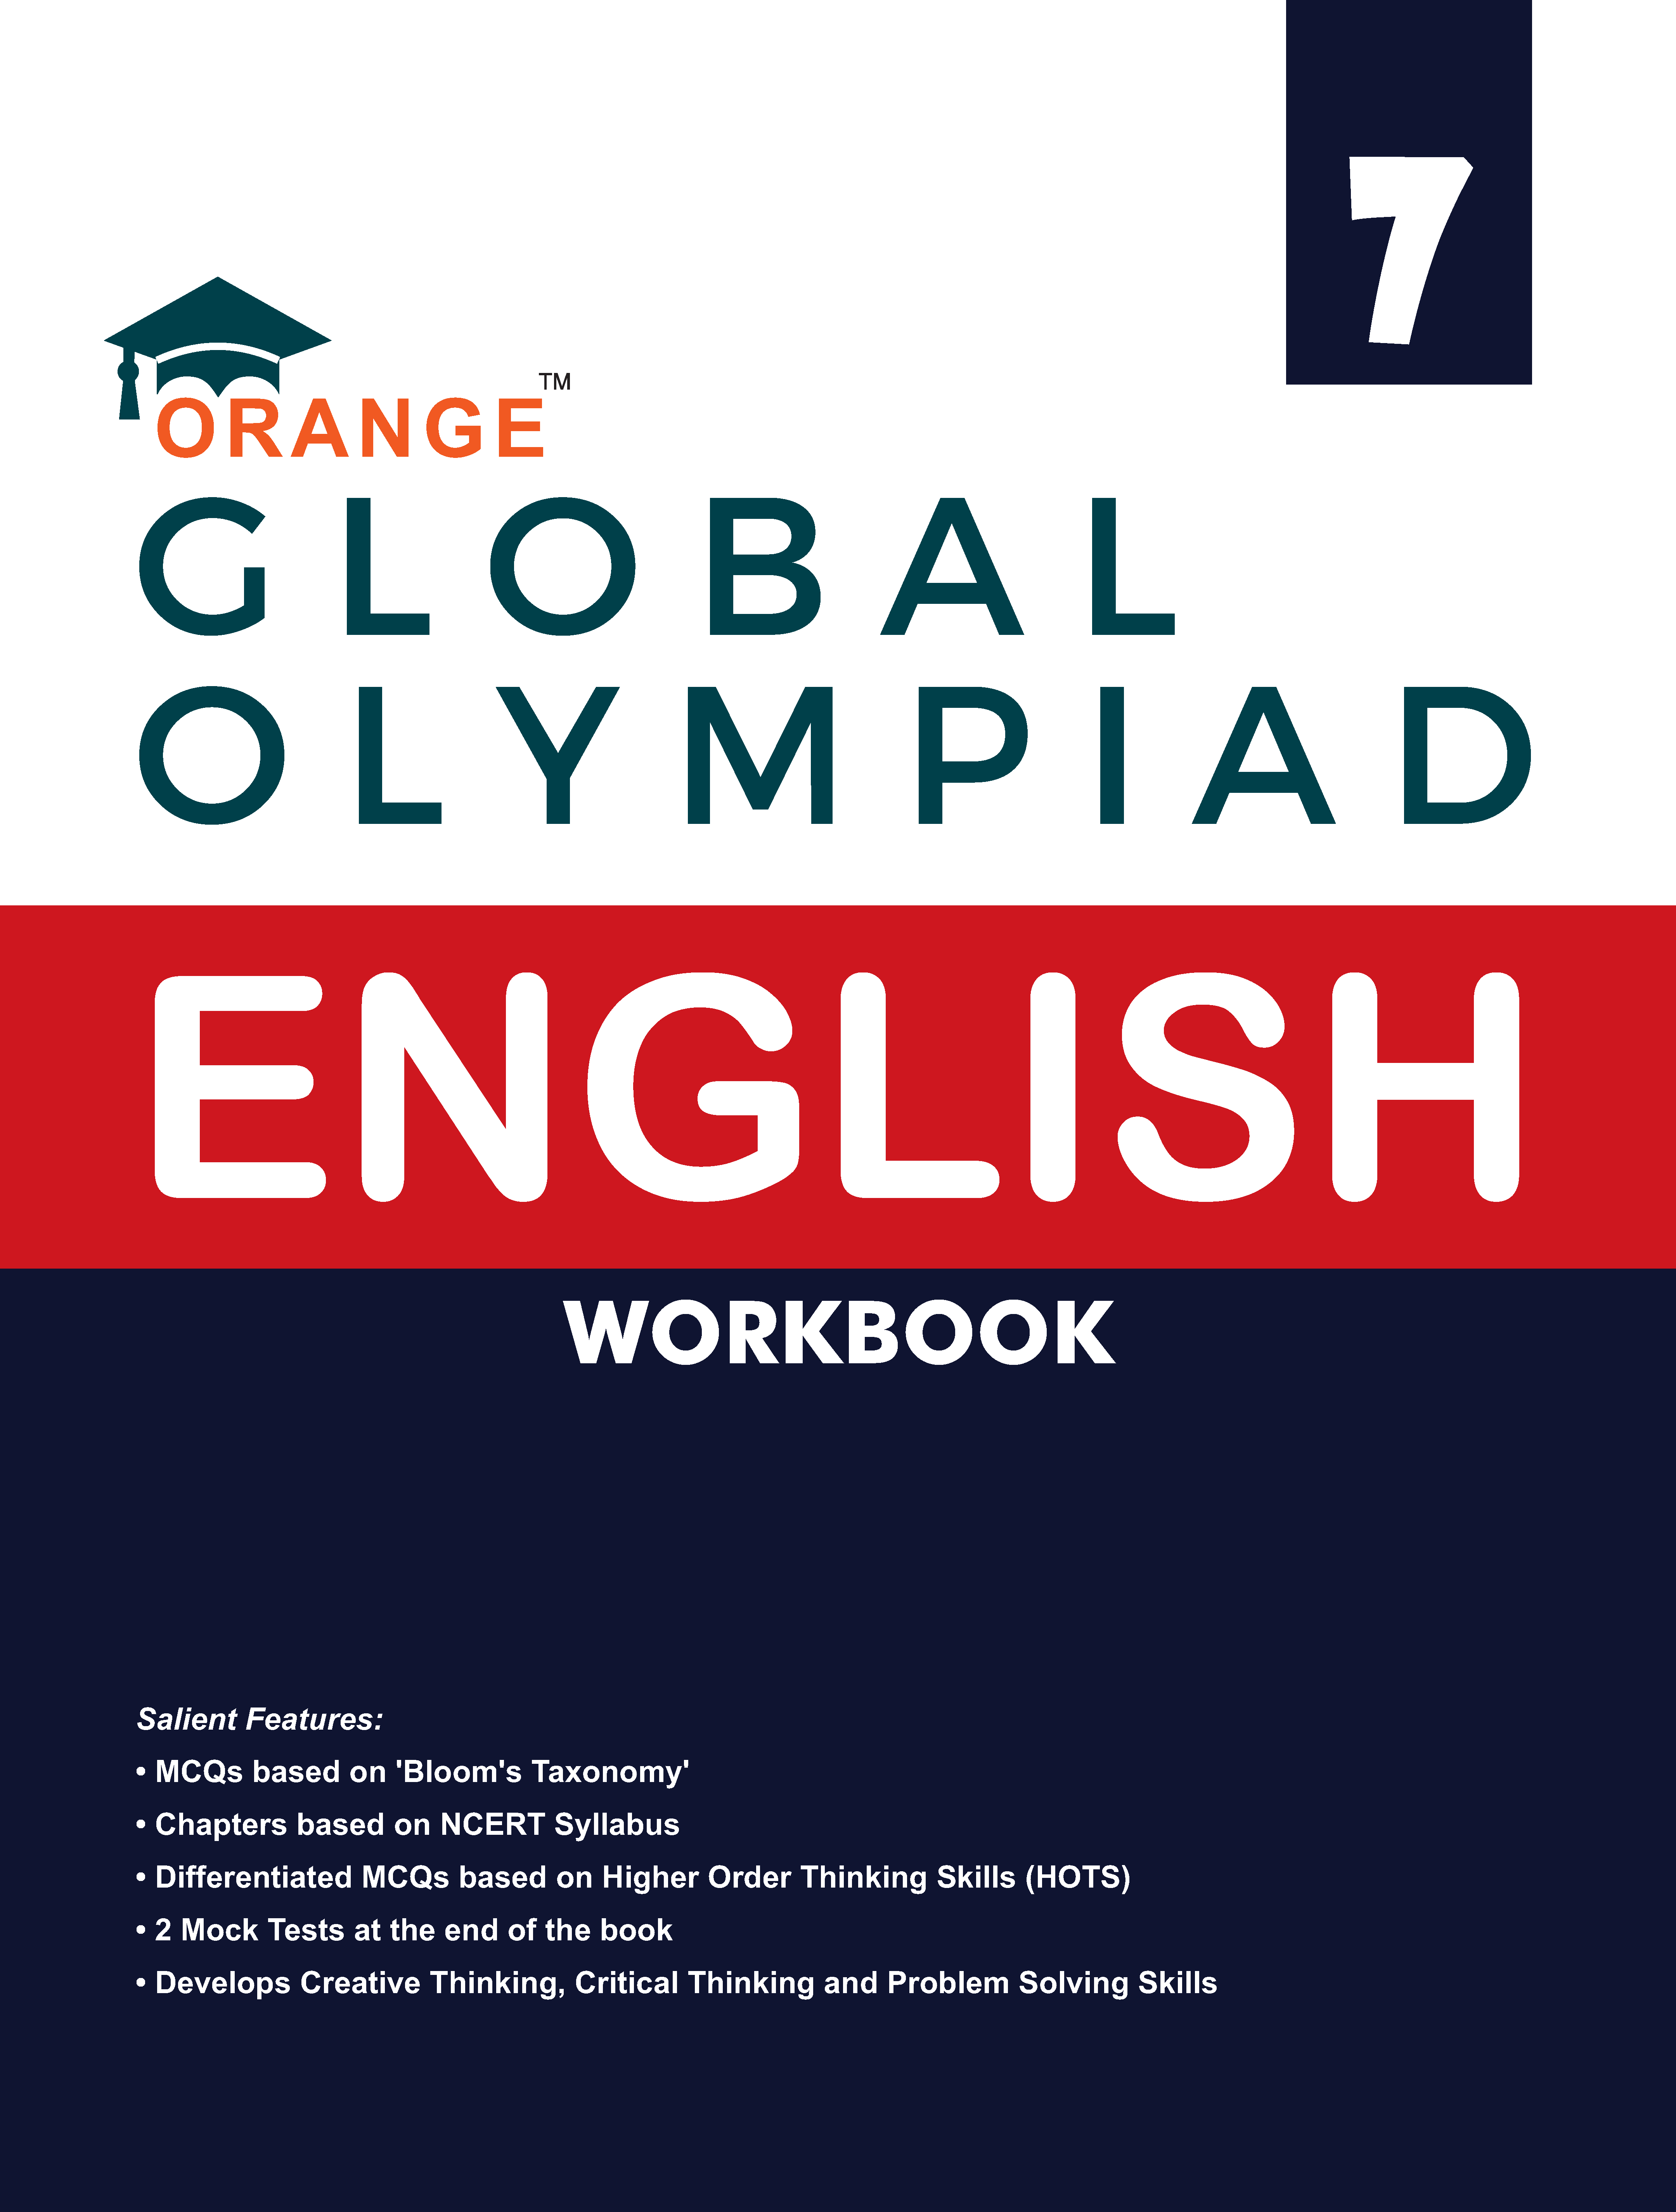 7
ORANGE™
GLOBAL
OLYMPIAD
ENGLISH
WORKBOOK
Salient Features:
• MCQs based on 'Bloom's Taxonomy'
• Chapters based on NCERT Syllabus
• Differentiated MCQs based on Higher Order Thinking Skills (HOTS)
• 2 Mock Tests at the end of the book
• Develops Creative Thinking, Critical Thinking and Problem Solving Skills